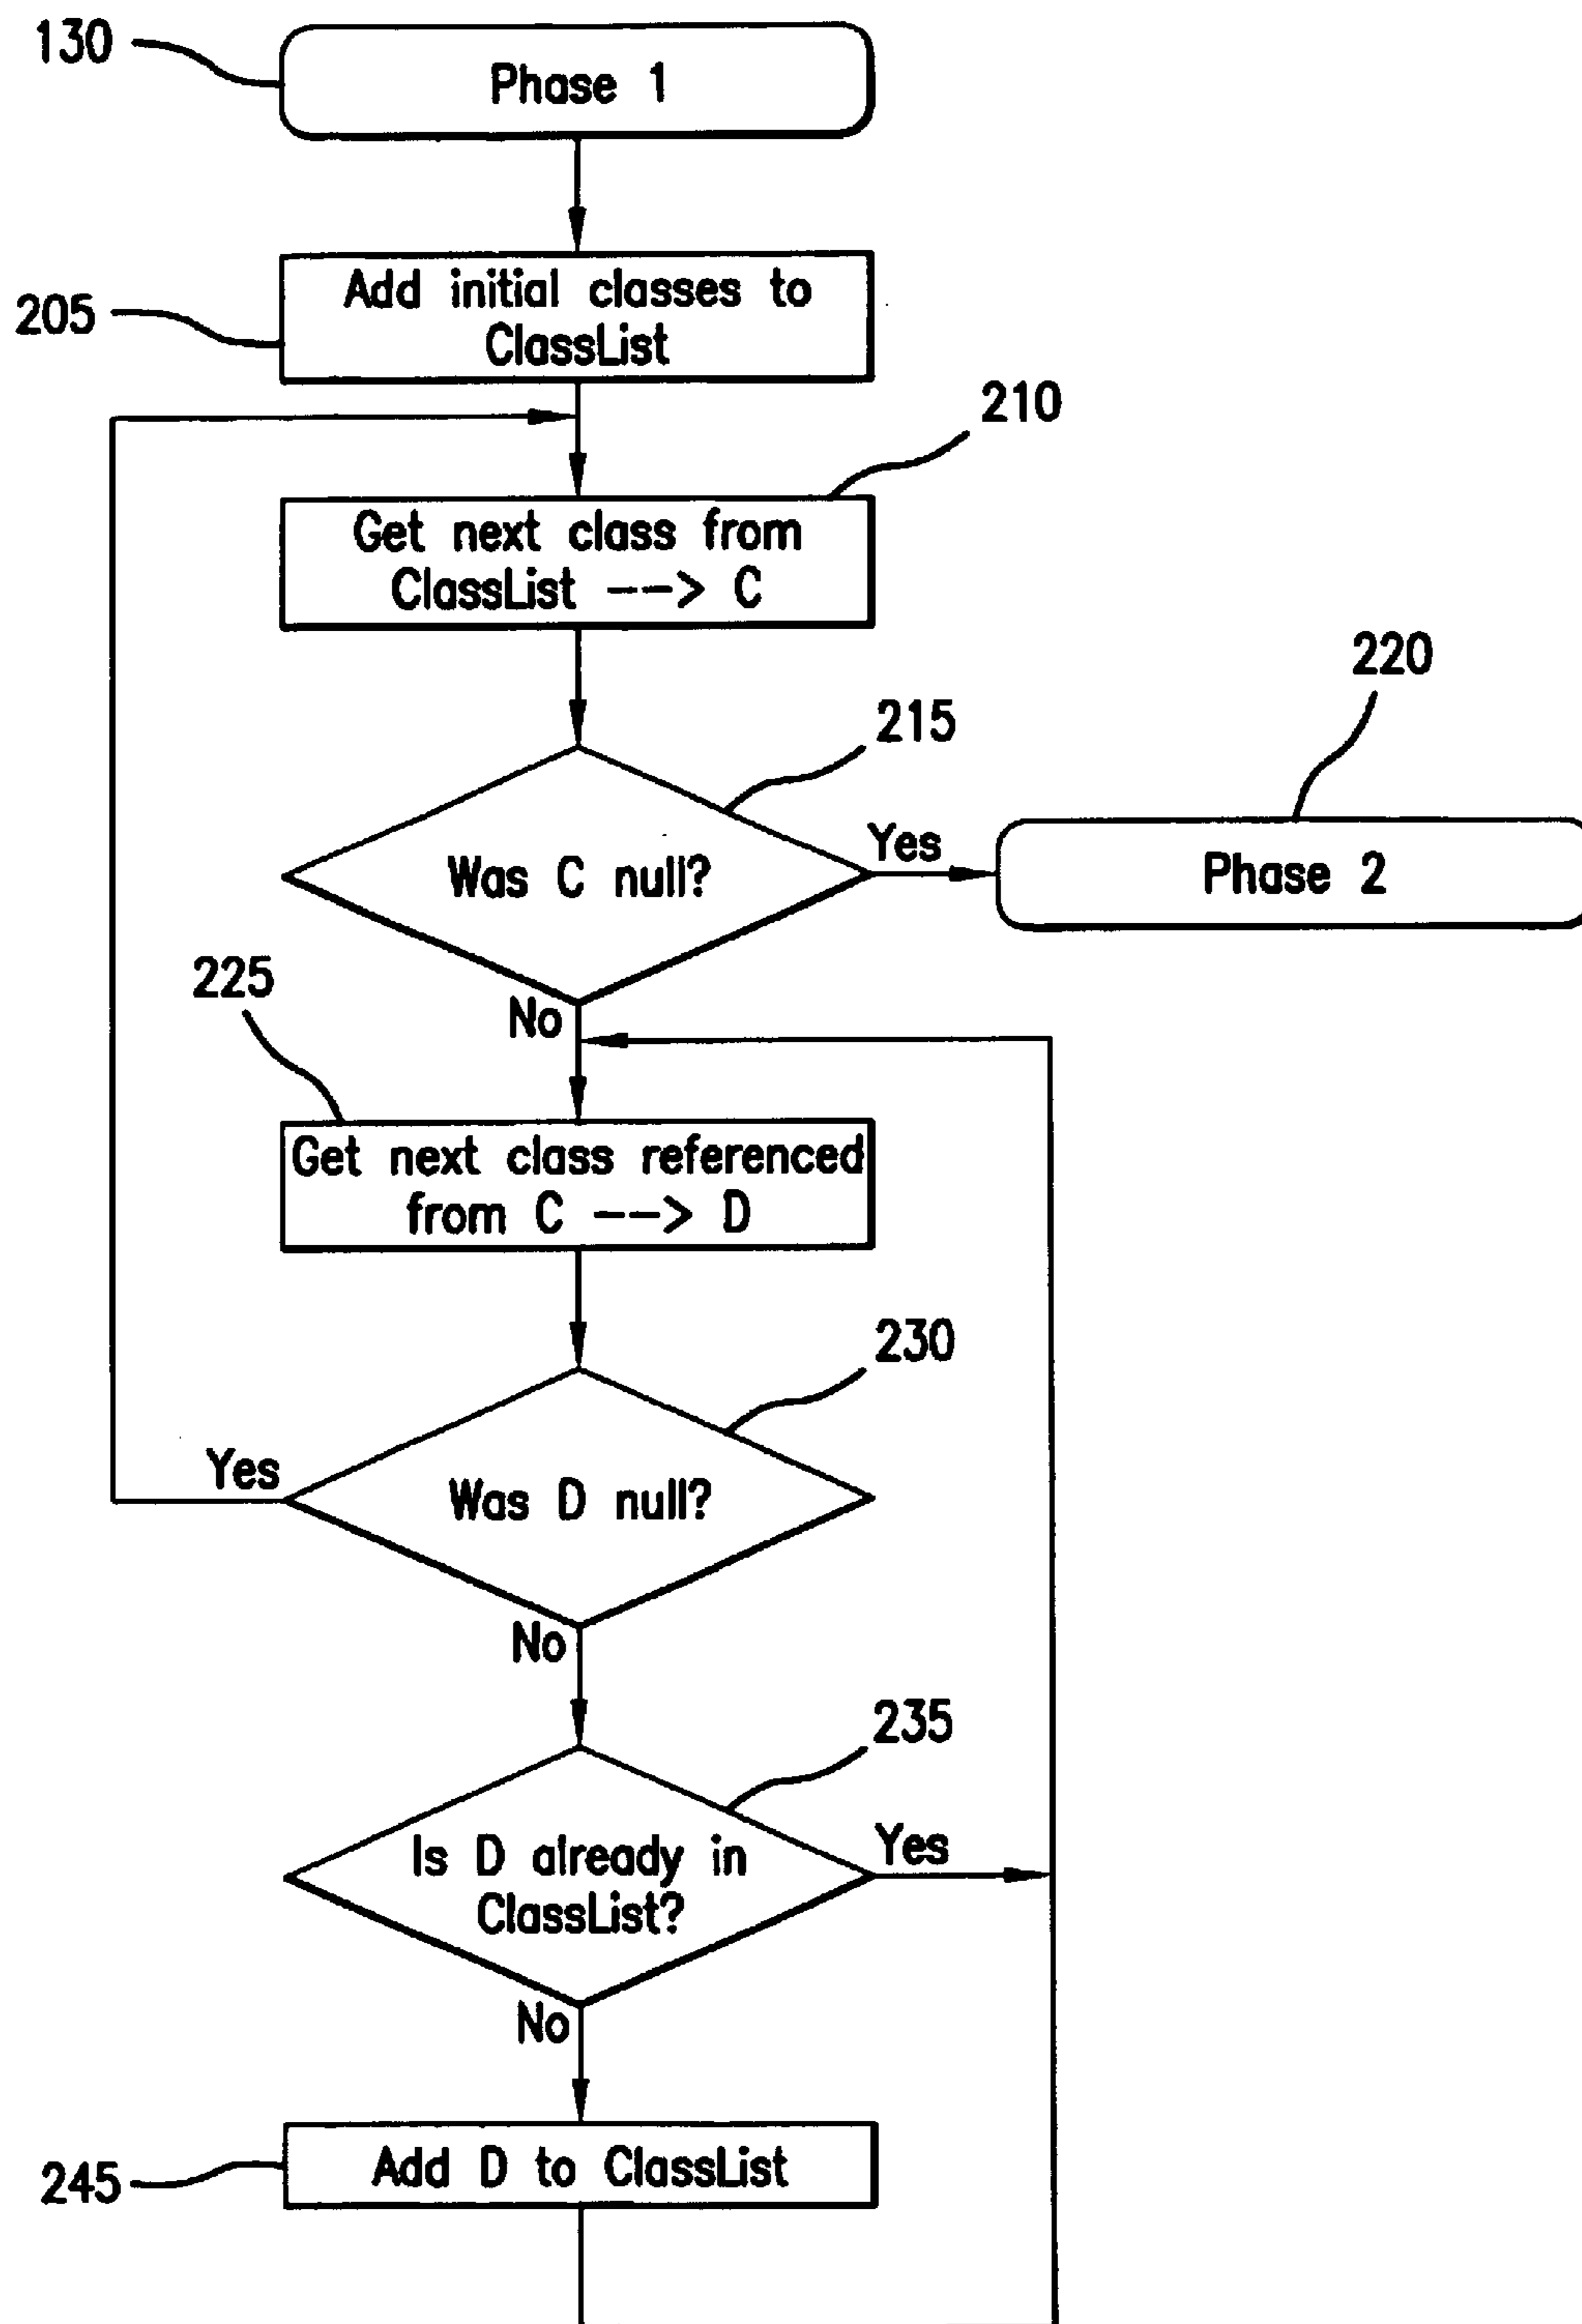 130
Phase 1
205
Add initial classes to
ClassList
210
Get next class from
ClassList --> C
215
220
Was C null?
Yes
Phase 2
No
225
Get next class referenced
from C --> D
230
Yes
Was D null?
No
235
Is D already in
ClassList?
Yes
No
245
Add D to ClassList